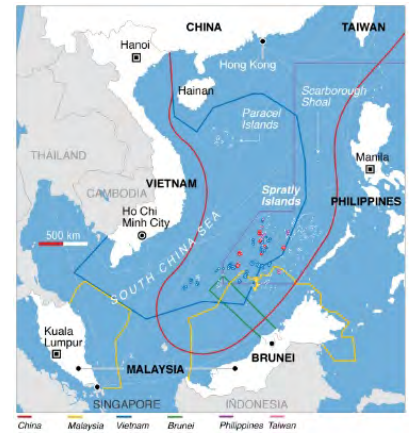 CHINA
TAIWAN
Hanoi
Hong Kong
Hainan
Scarborough
Shoal
Paracel
Islands
THAILAND
Manila
VIETNAM
CAMBODIA
Spratly
Islands
PHILIPPINES
Ho Chi
Minh City
500 km
SOUTH CHINA SEA
Kuala
Lumpur
BRUNEI
MALAYSIA
SINGAPORE
INDONESIA
China
Malaysia
Vietnam
Brunei
Philippines
Taiwan